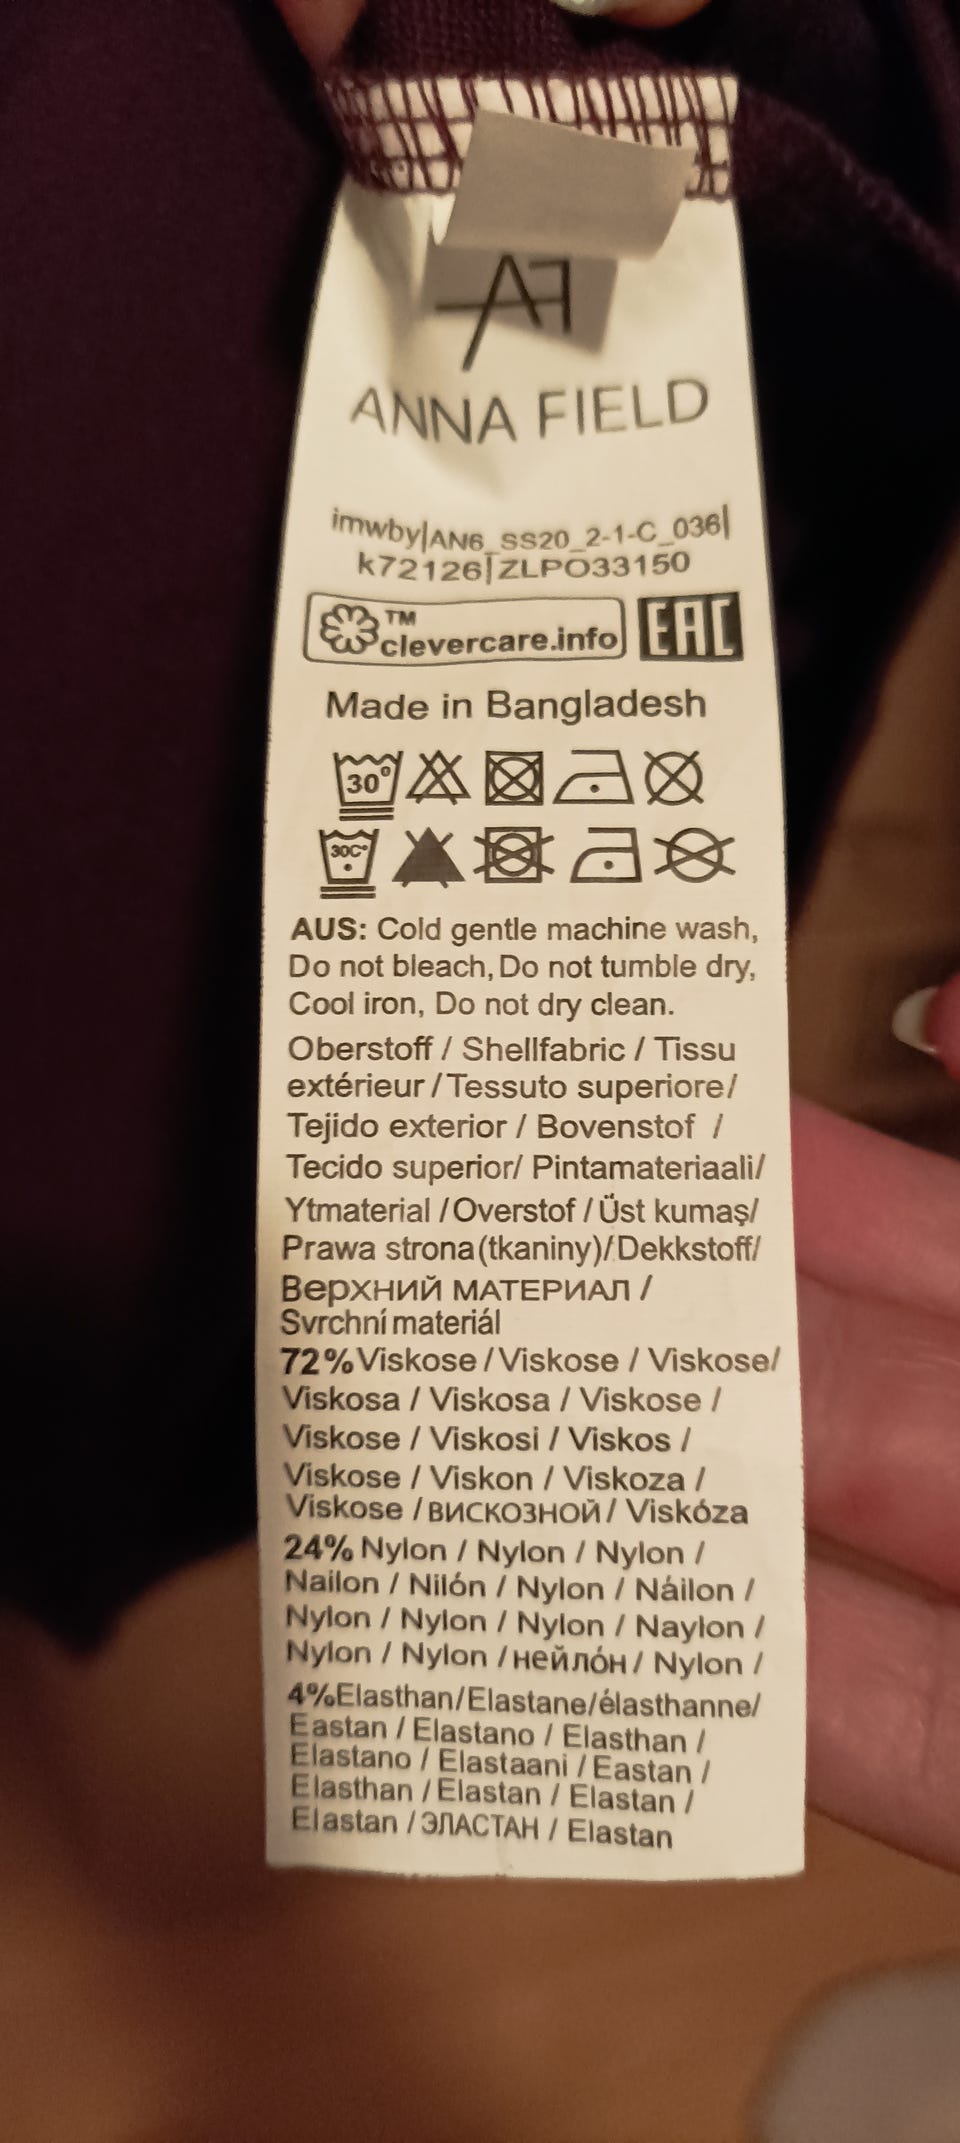 AF
ANNA FIELD
imwby|AN6_SS20_2-1-C_036|
k72126|ZLPO33150
TM
clevercare.info EAC
Made in Bangladesh
30°
30C°
AUS: Cold gentle machine wash,
Do not bleach, Do not tumble dry,
Cool iron, Do not dry clean.
Oberstoff / Shellfabric / Tissu
extérieur / Tessuto superiore/
Tejido exterior / Bovenstof /
Tecido superior/ Pintamateriaali/
Ytmaterial / Overstof / Üst kumaş/
Prawa strona (tkaniny)/ Dekkstoff/
Верхний МАТЕРИАЛ /
Svrchní materiál
72% Viskose / Viskose / Viskose/
Viskosa / Viskosa / Viskose /
Viskose / Viskosi / Viskos /
Viskose / Viskon / Viskoza /
Viskose / ВИСКОЗНОЙ / Viskóza
24% Nylon / Nylon / Nylon /
Nailon / Nilón / Nylon / Náilon /
Nylon / Nylon / Nylon / Naylon /
Nylon / Nylon / нейлóн / Nylon /
4% Elasthan/Elastane/élasthanne/
Eastan / Elastano / Elasthan /
Elastano / Elastaani / Eastan /
Elasthan / Elastan / Elastan /
Elastan / ЭЛАСТАН / Elastan